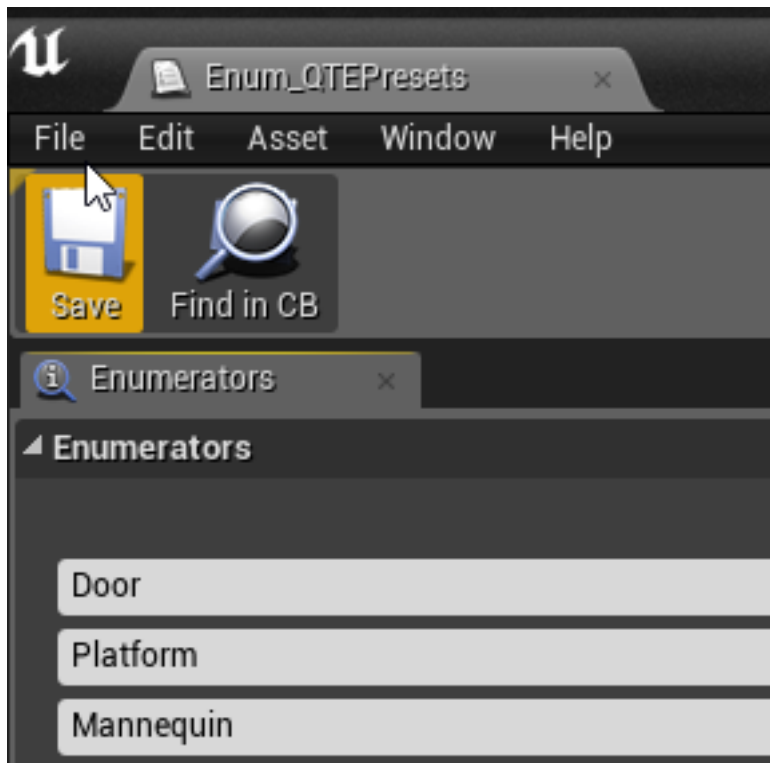 Enum_QTEPresets
File Edit Asset Window Help
Save Find in CB
Enumerators
Enumerators
Door
Platform
Mannequin